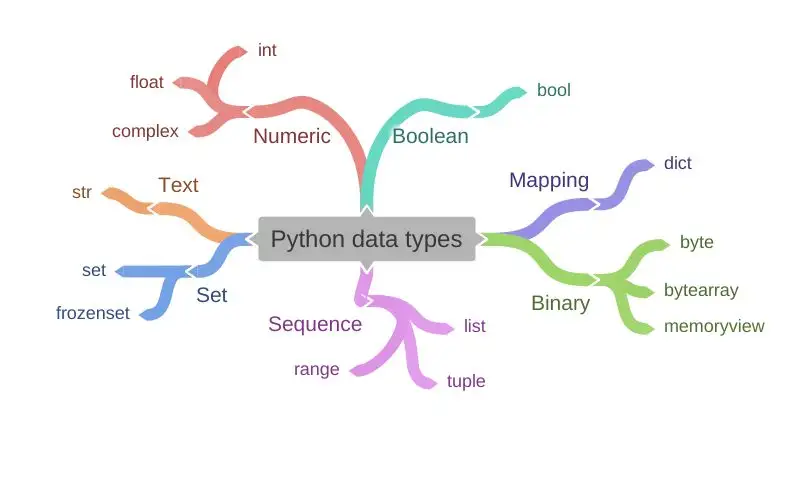 int
float
complex
Numeric
bool
Boolean
Text
str
Mapping
dict
Python data types
set
frozenset
Set
byte
bytearray
memoryview
Binary
Sequence
list
range
tuple